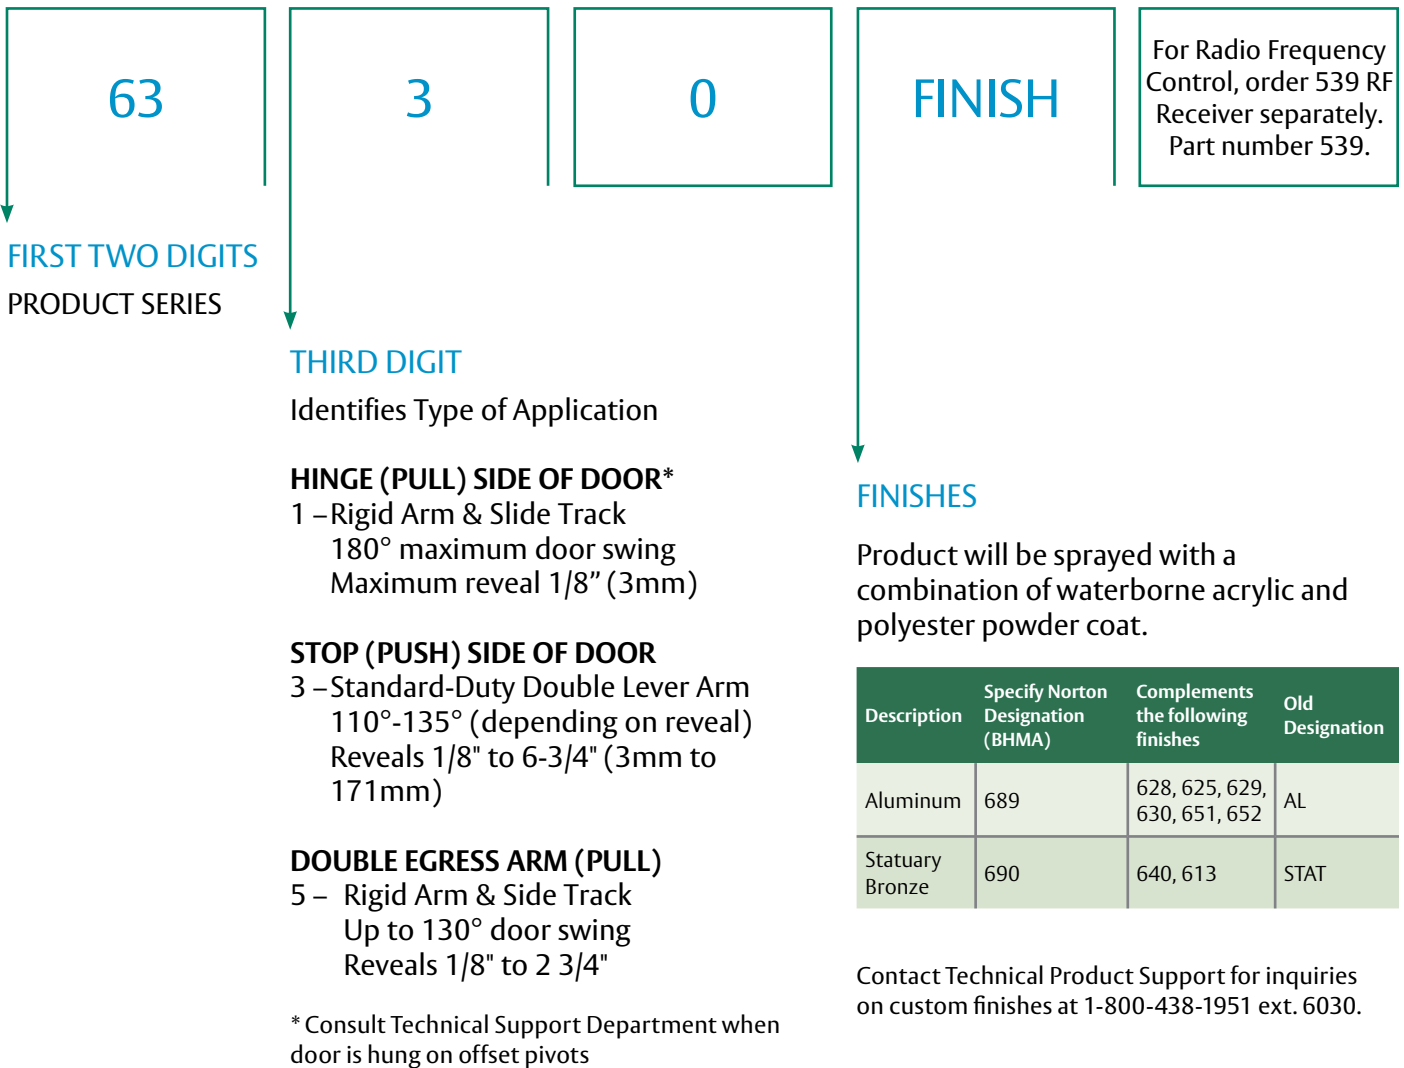 63
3
0
FINISH
For Radio Frequency
Control, order 539 RF
Receiver separately.
Part number 539.
FIRST TWO DIGITS
PRODUCT SERIES
THIRD DIGIT
Identifies Type of Application
HINGE (PULL) SIDE OF DOOR*
1 – Rigid Arm & Slide Track
180° maximum door swing
Maximum reveal 1/8” (3mm)
STOP (PUSH) SIDE OF DOOR
3 – Standard-Duty Double Lever Arm
110°-135° (depending on reveal)
Reveals 1/8" to 6-3/4" (3mm to
171mm)
DOUBLE EGRESS ARM (PULL)
5 – Rigid Arm & Side Track
Up to 130° door swing
Reveals 1/8" to 2 3/4"
* Consult Technical Support Department when
door is hung on offset pivots
FINISHES
Product will be sprayed with a
combination of waterborne acrylic and
polyester powder coat.
Description
Specify Norton
Designation
(BHMA)
Complements
the following
finishes
Old
Designation
Aluminum
689
628, 625, 629,
630, 651, 652
AL
Statuary
Bronze
690
640, 613
STAT
Contact Technical Product Support for inquiries
on custom finishes at 1-800-438-1951 ext. 6030.